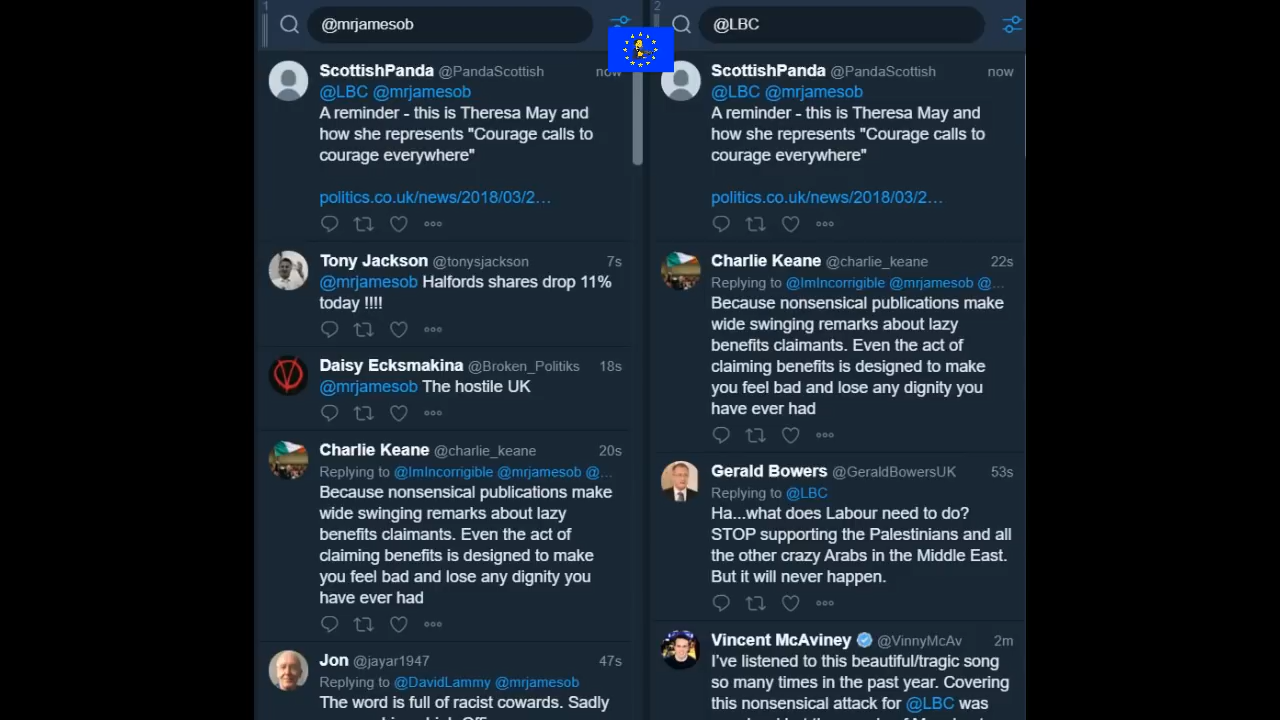 1
@mrjamesob
ScottishPanda @PandaScottish now
@LBC @mrjamesob
A reminder - this is Theresa May and
how she represents "Courage calls to
courage everywhere"
politics.co.uk/news/2018/03/2…
Tony Jackson @tonysjackson 7s
@mrjamesob Halfords shares drop 11%
today !!!!
Daisy Ecksmakina @Broken_Politiks 18s
@mrjamesob The hostile UK
Charlie Keane @charlie_keane 20s
Replying to @ImIncorrigible @mrjamesob @…
Because nonsensical publications make
wide swinging remarks about lazy
benefits claimants. Even the act of
claiming benefits is designed to make
you feel bad and lose any dignity you
have ever had
Jon @jayar1947 47s
Replying to @DavidLammy @mrjamesob
The word is full of racist cowards. Sadly
2
@LBC
ScottishPanda @PandaScottish now
@LBC @mrjamesob
A reminder - this is Theresa May and
how she represents "Courage calls to
courage everywhere"
politics.co.uk/news/2018/03/2…
Charlie Keane @charlie_keane 22s
Replying to @ImIncorrigible @mrjamesob @…
Because nonsensical publications make
wide swinging remarks about lazy
benefits claimants. Even the act of
claiming benefits is designed to make
you feel bad and lose any dignity you
have ever had
Gerald Bowers @GeraldBowersUK 53s
Replying to @LBC
Ha...what does Labour need to do?
STOP supporting the Palestinians and all
the other crazy Arabs in the Middle East.
But it will never happen.
Vincent McAviney @VinnyMcAv 2m
I've listened to this beautiful/tragic song
so many times in the past year. Covering
this nonsensical attack for @LBC was